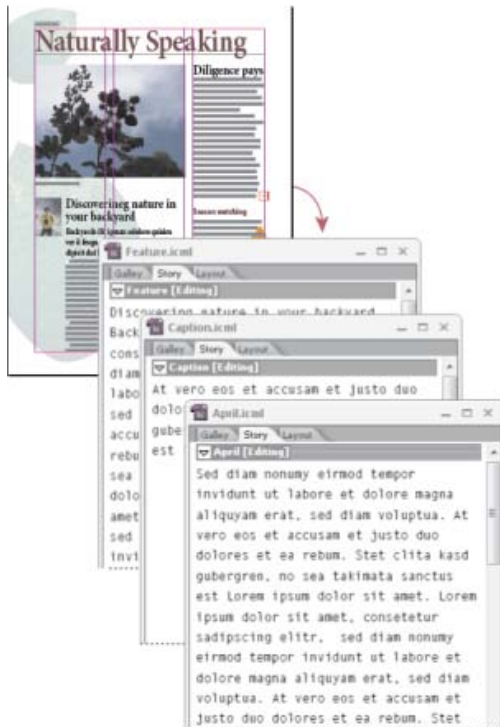 Naturally Speaking
Diligence pays
Discovering nature in
your backyard
Feature.icml
Galley Story Layout
Feature [Editing]
Discovering nature in your backyard
Back
cons
diam
labo
sed
accu
rebu
sea
dolo
amet
sed
invi
Caption.icml
Galley Story Layout
Caption [Editing]
At vero eos et accusam et justo duo
dolo
gube
est
April.icml
Galley Story Layout
April [Editing]
Sed diam nonumy eirmod tempor
invidunt ut labore et dolore magna
aliquyam erat, sed diam voluptua. At
vero eos et accusam et justo duo
dolores et ea rebum. Stet clita kasd
gubergren, no sea takimata sanctus
est Lorem ipsum dolor sit amet. Lorem
ipsum dolor sit amet, consetetur
sadipscing elitr, sed diam nonumy
eirmod tempor invidunt ut labore et
dolore magna aliquyam erat, sed diam
voluptua. At vero eos et accusam et
justo duo dolores et ea rebum. Stet